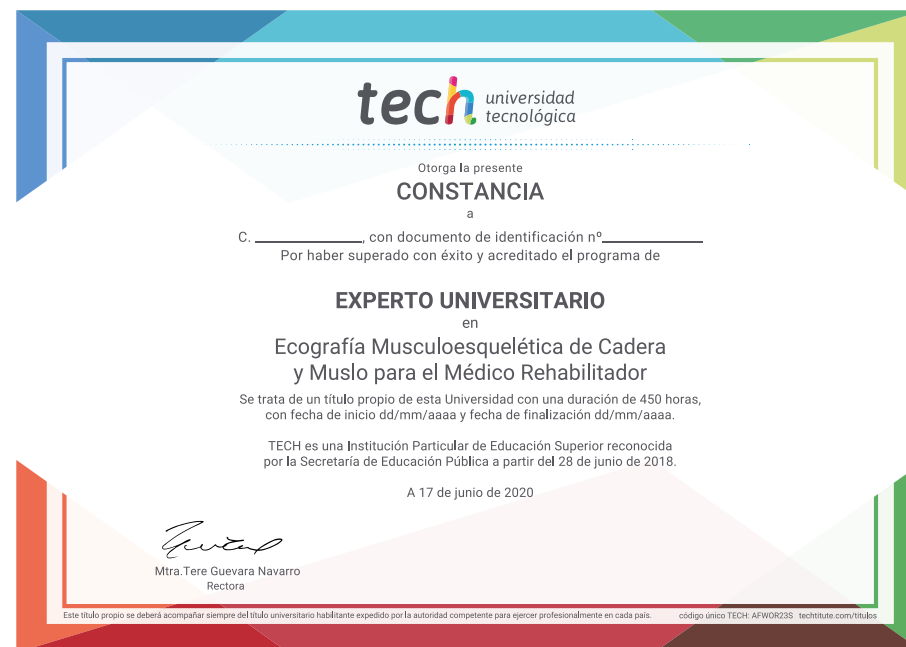 tech universidad
tecnológica
Otorga la presente
CONSTANCIA
a
C. ______________, con documento de identificación nº_____________
Por haber superado con éxito y acreditado el programa de
EXPERTO UNIVERSITARIO
en
Ecografía Musculoesquelética de Cadera
y Muslo para el Médico Rehabilitador
Se trata de un título propio de esta Universidad con una duración de 450 horas,
con fecha de inicio dd/mm/aaaa y fecha de finalización dd/mm/aaaa.
TECH es una Institución Particular de Educación Superior reconocida
por la Secretaría de Educación Pública a partir del 28 de junio de 2018.
A 17 de junio de 2020
Mtra.Tere Guevara Navarro
Rectora
Este título propio se deberá acompañar siempre del título universitario habilitante expedido por la autoridad competente para ejercer profesionalmente en cada país. código único TECH: AFWOR23S techtitute.com/titulos